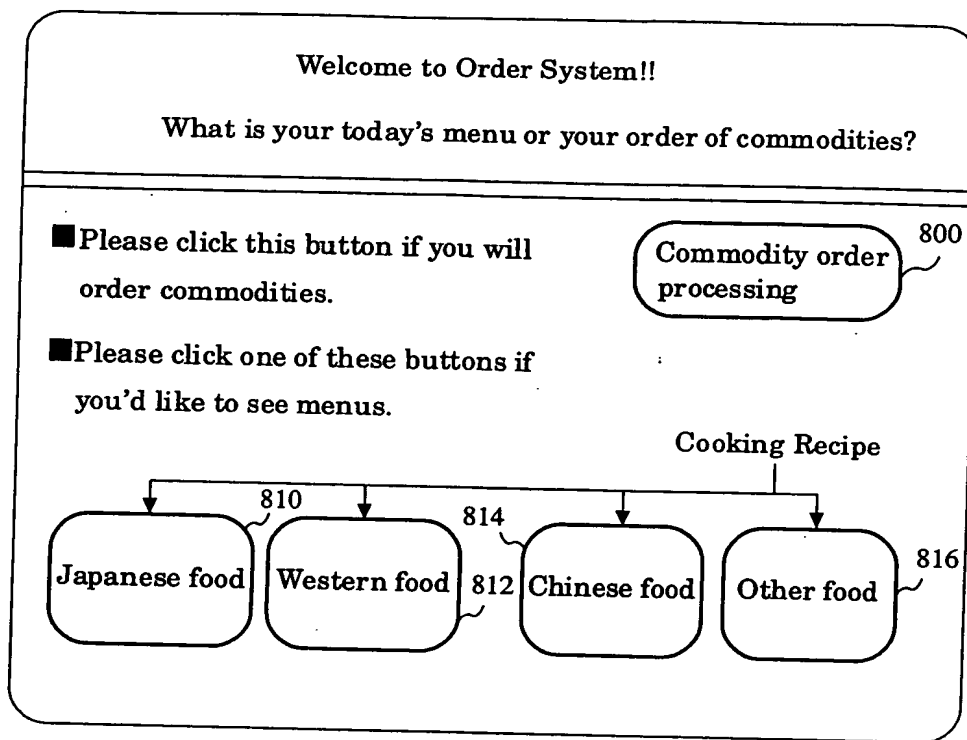 Welcome to Order System!!
What is your today's menu or your order of commodities?
■Please click this button if you will
order commodities.
Commodity order
processing
800
■Please click one of these buttons if
you'd like to see menus.
Cooking Recipe
810
814
Japanese food
Western food
812
Chinese food
Other food
816